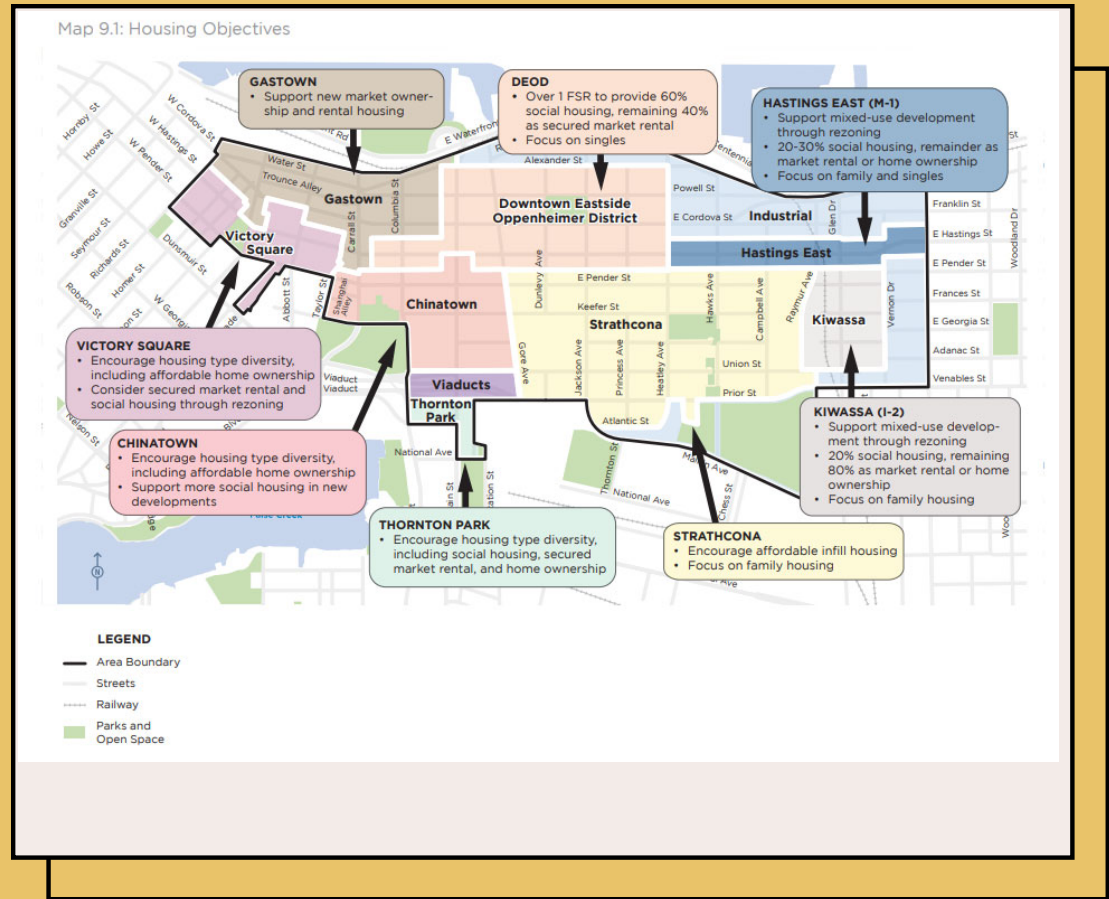 Map 9.1: Housing Objectives
GASTOWN
• Support new market owner-
ship and rental housing
DEOD
• Over 1 FSR to provide 60%
social housing, remaining 40%
as secured market rental
• Focus on singles
HASTINGS EAST (M-1)
• Support mixed-use development
through rezoning
• 20-30% social housing, remainder as
market rental or home ownership
• Focus on family and singles
Hornby St
Howe St
W Cordova St
W Hastings St
W Pender St
Granville St
Seymour St
Richards St
Homer St
Robson St
Dunsmuir St
W Georgia
Water St
Trounce Alley
Gastown
Carrall St
Columbia St
E Waterfront
Alexander St
Downtown Eastside
Oppenheimer District
Powell St
E Cordova St
Industrial
Glen Dr
Franklin St
E Hastings St
Woodland Dr
Hastings East
E Pender St
Victory
Square
Abbott St
Taylor St
Shanghai
Alley
Chinatown
Dunlevy Ave
E Pender St
Keefer St
Strathcona
Hawks Ave
Campbell Ave
Raymur Ave
Kiwassa
Vernon Dr
Frances St
E Georgia St
Adanac St
Venables St
Gore Ave
Jackson Ave
Princess Ave
Heatley Ave
Union St
Prior St
Viaduct
Viaduct
Viaducts
Thornton
Park
Atlantic St
National Ave
Thornton St
National Ave
Chess St
Nelson St
VICTORY SQUARE
• Encourage housing type diversity,
including affordable home ownership
• Consider secured market rental and
social housing through rezoning
CHINATOWN
• Encourage housing type diversity,
including affordable home ownership
• Support more social housing in new
developments
KIWASSA (I-2)
• Support mixed-use develop-
ment through rezoning
• 20% social housing, remaining
80% as market rental or home
ownership
• Focus on family housing
THORNTON PARK
• Encourage housing type diversity,
including social housing, secured
market rental, and home ownership
STRATHCONA
• Encourage affordable infill housing
• Focus on family housing
N
LEGEND
Area Boundary
Streets
Railway
Parks and
Open Space